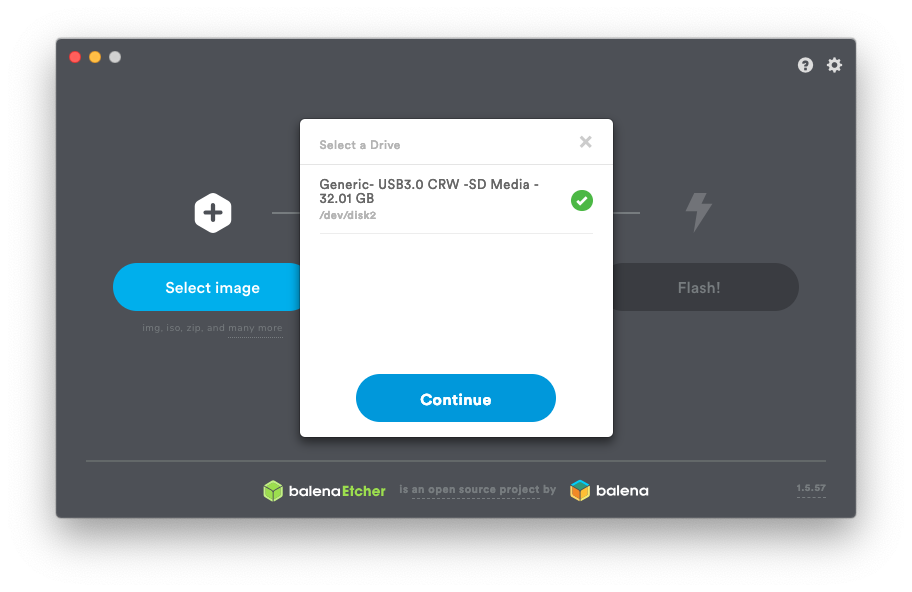 Select a Drive
Generic- USB3.0 CRW -SD Media -
32.01 GB
/dev/disk2
Select image
Flash!
img, iso, zip, and many more
Continue
balenaEtcher is an open source project by balena
1.5.57